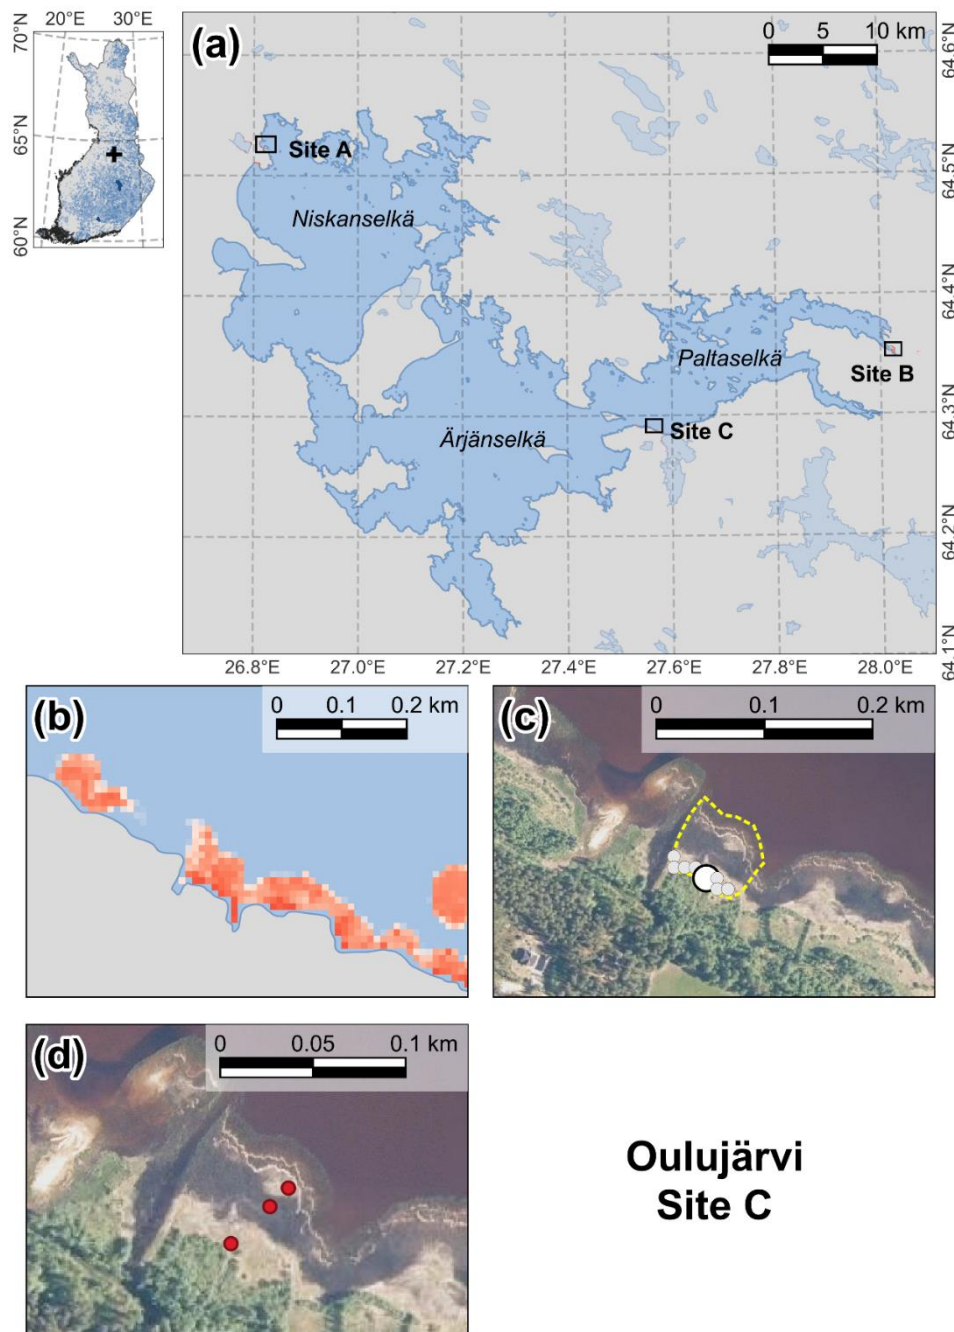 20°E 30°E
70°N
65°N
60°N
(a)
0 5 10 km
64.6°N
64.5°N
64.4°N
64.3°N
64.2°N
64.1°N
Site A
Niskanselkä
Paltaselkä
Site B
Site C
Ärjänselkä
26.8°E 27.0°E 27.2°E 27.4°E 27.6°E 27.8°E 28.0°E
(b)
0 0.1 0.2 km
(c)
0 0.1 0.2 km
(d)
0 0.05 0.1 km
Oulujärvi
Site C